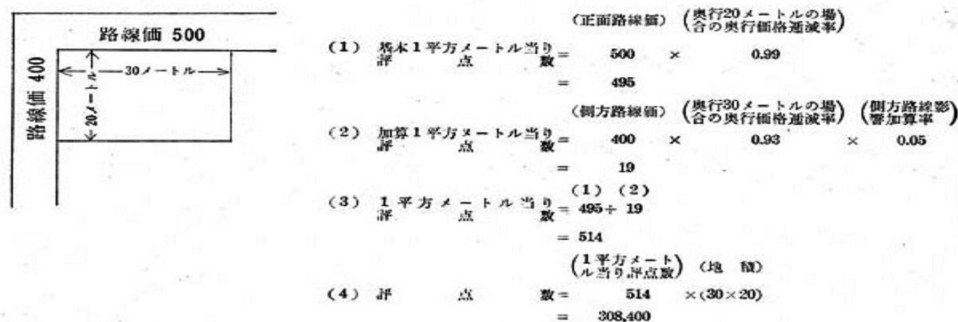 路線価 500
路線価 400
30メートル
20メートル
(正面路線価) (奥行20メートルの場合の奥行価格逓減率)
(1) 基本1平方メートル当り評点数 = 500 × 0.99
= 495
(側方路線価) (奥行30メートルの場合の奥行価格逓減率) (側方路線影響加算率)
(2) 加算1平方メートル当り評点数 = 400 × 0.93 × 0.05
= 19
(1) (2)
(3) 1平方メートル当り評点数 = 495÷ 19
= 514
(1平方メートル当り評点数) (地積)
(4) 評点数 = 514 ×(30×20)
= 308,400